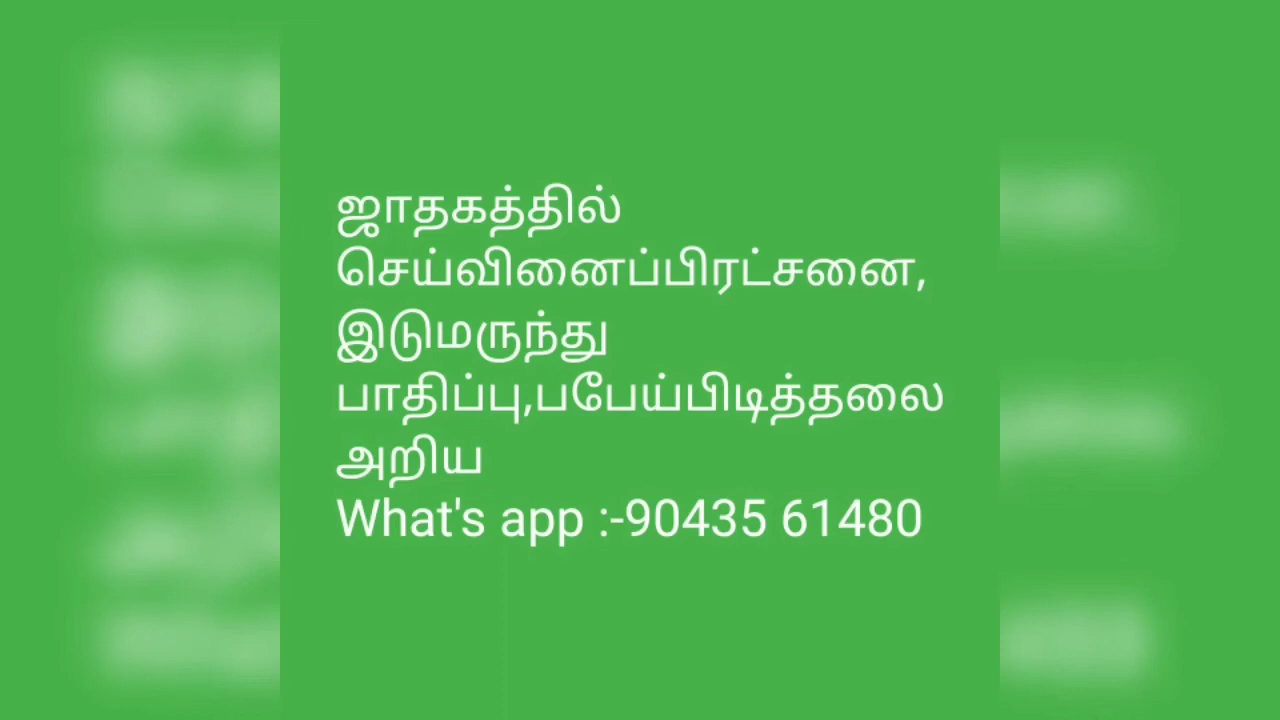 ஜாதகத்தில்
செய்வினைப்பிரட்சனை,
இடுமருந்து
பாதிப்பு,பபேய்பிடித்தலை
அறிய
What's app :-90435 61480